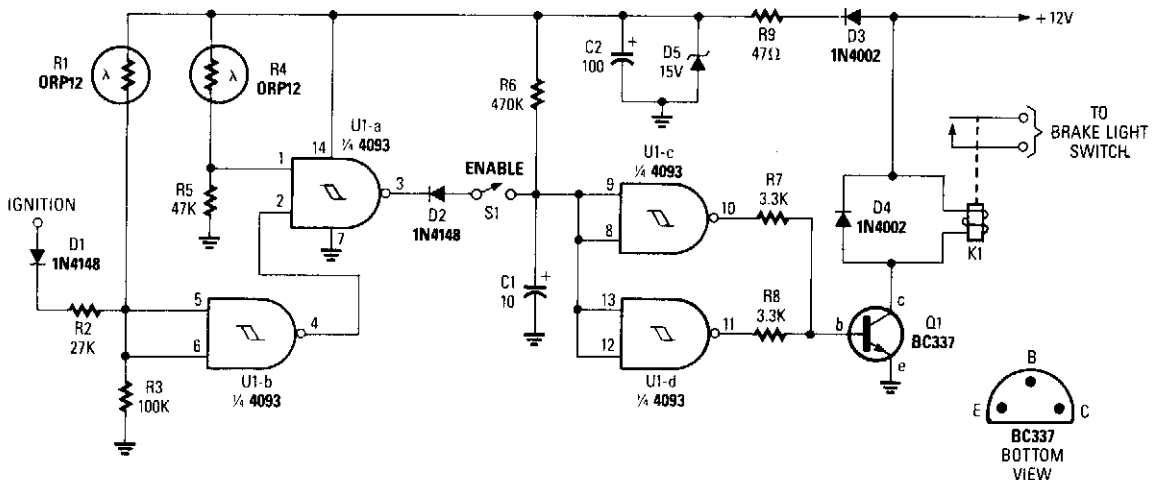 R1
ORP12
λ
R4
ORP12
λ
R5
47K
IGNITION
D1
1N4148
R2
27K
R3
100K
U1-a
¼ 4093
14
1
2
3
7
D2
1N4148
ENABLE
S1
5
6
4
U1-b
¼ 4093
R6
470K
C1
10
+
C2
100
+
D5
15V
R9
47Ω
D3
1N4002
+12V
U1-c
¼ 4093
9
8
10
R7
3.3K
13
12
11
U1-d
¼ 4093
R8
3.3K
D4
1N4002
K1
TO
BRAKE LIGHT
SWITCH.
b
c
e
Q1
BC337
B
E
C
BC337
BOTTOM
VIEW